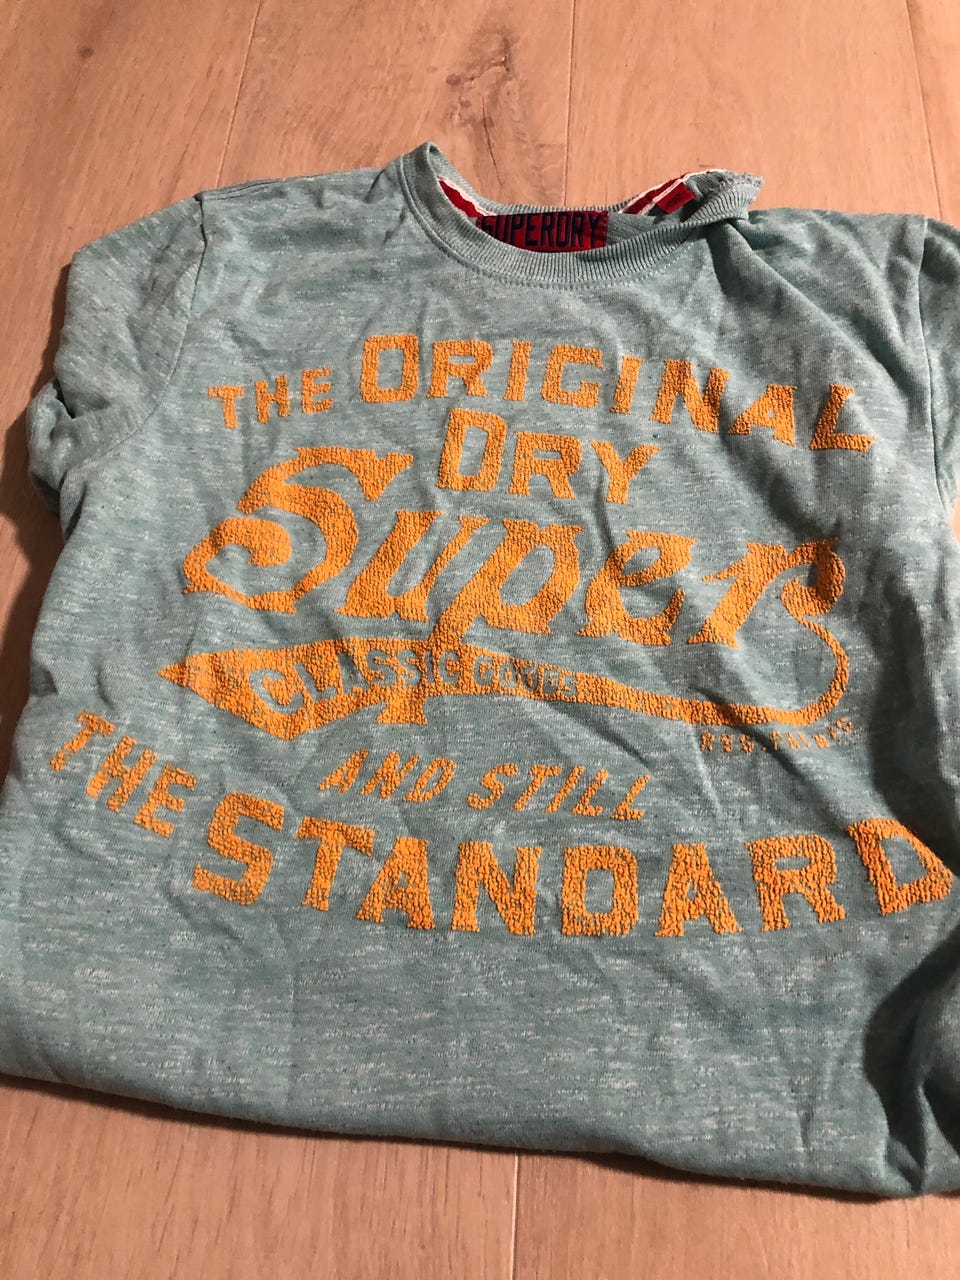 SUPERDRY
THE ORIGINAL
DRY
Super
CLASSIC GOODS
AND STILL
THE STANDARD